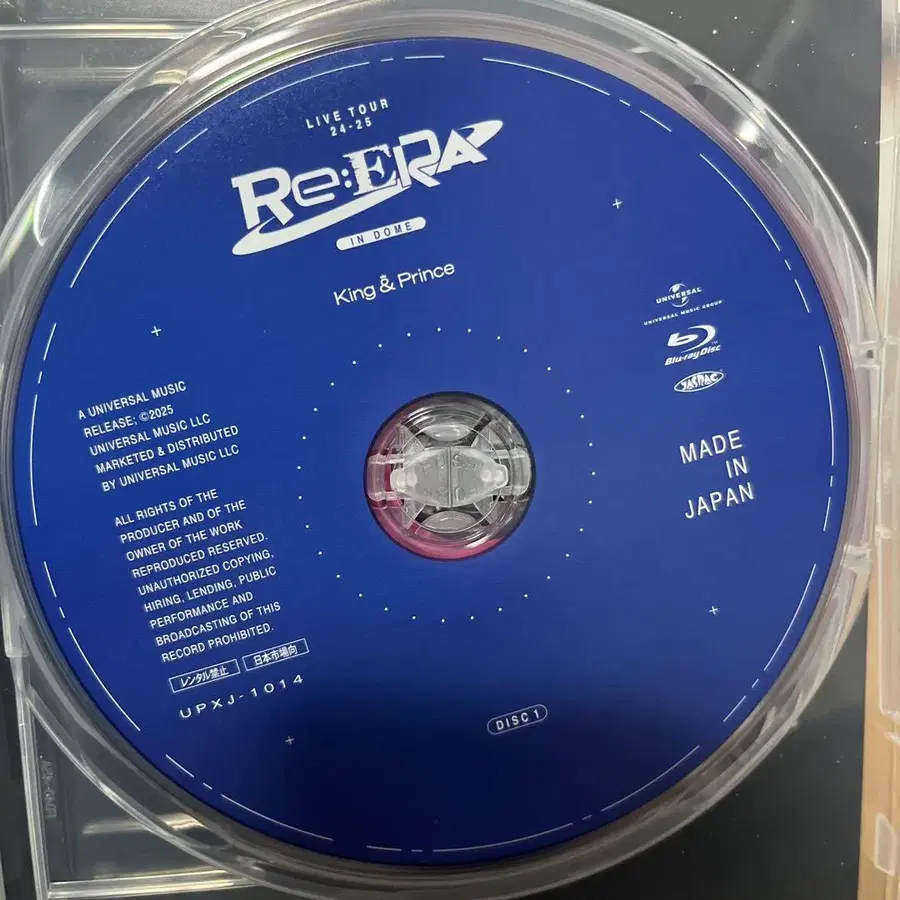 LIVE TOUR
24-25
Re:ERA
IN DOME
King & Prince
UNIVERSAL
UNIVERSAL MUSIC GROUP
Blu-ray Disc
JASRAC
MADE
IN
JAPAN
A UNIVERSAL MUSIC
RELEASE; ©2025
UNIVERSAL MUSIC LLC
MARKETED & DISTRIBUTED
BY UNIVERSAL MUSIC LLC
ALL RIGHTS OF THE
PRODUCER AND OF THE
OWNER OF THE WORK
REPRODUCED RESERVED.
UNAUTHORIZED COPYING,
HIRING, LENDING, PUBLIC
PERFORMANCE AND
BROADCASTING OF THIS
RECORD PROHIBITED.
レンタル禁止 日本市場向
UPXJ-1014
DISC 1